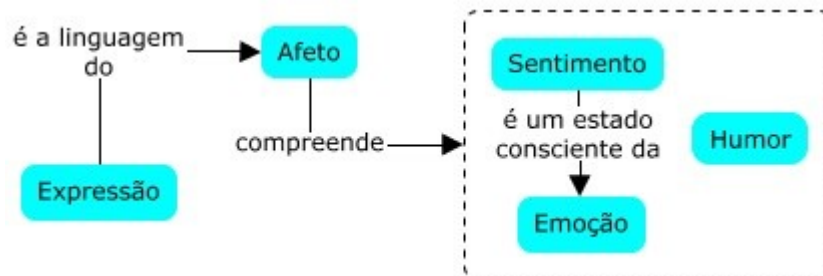 é a linguagem
do
Afeto
compreende
Expressão
Sentimento
é um estado
consciente da
Emoção
Humor